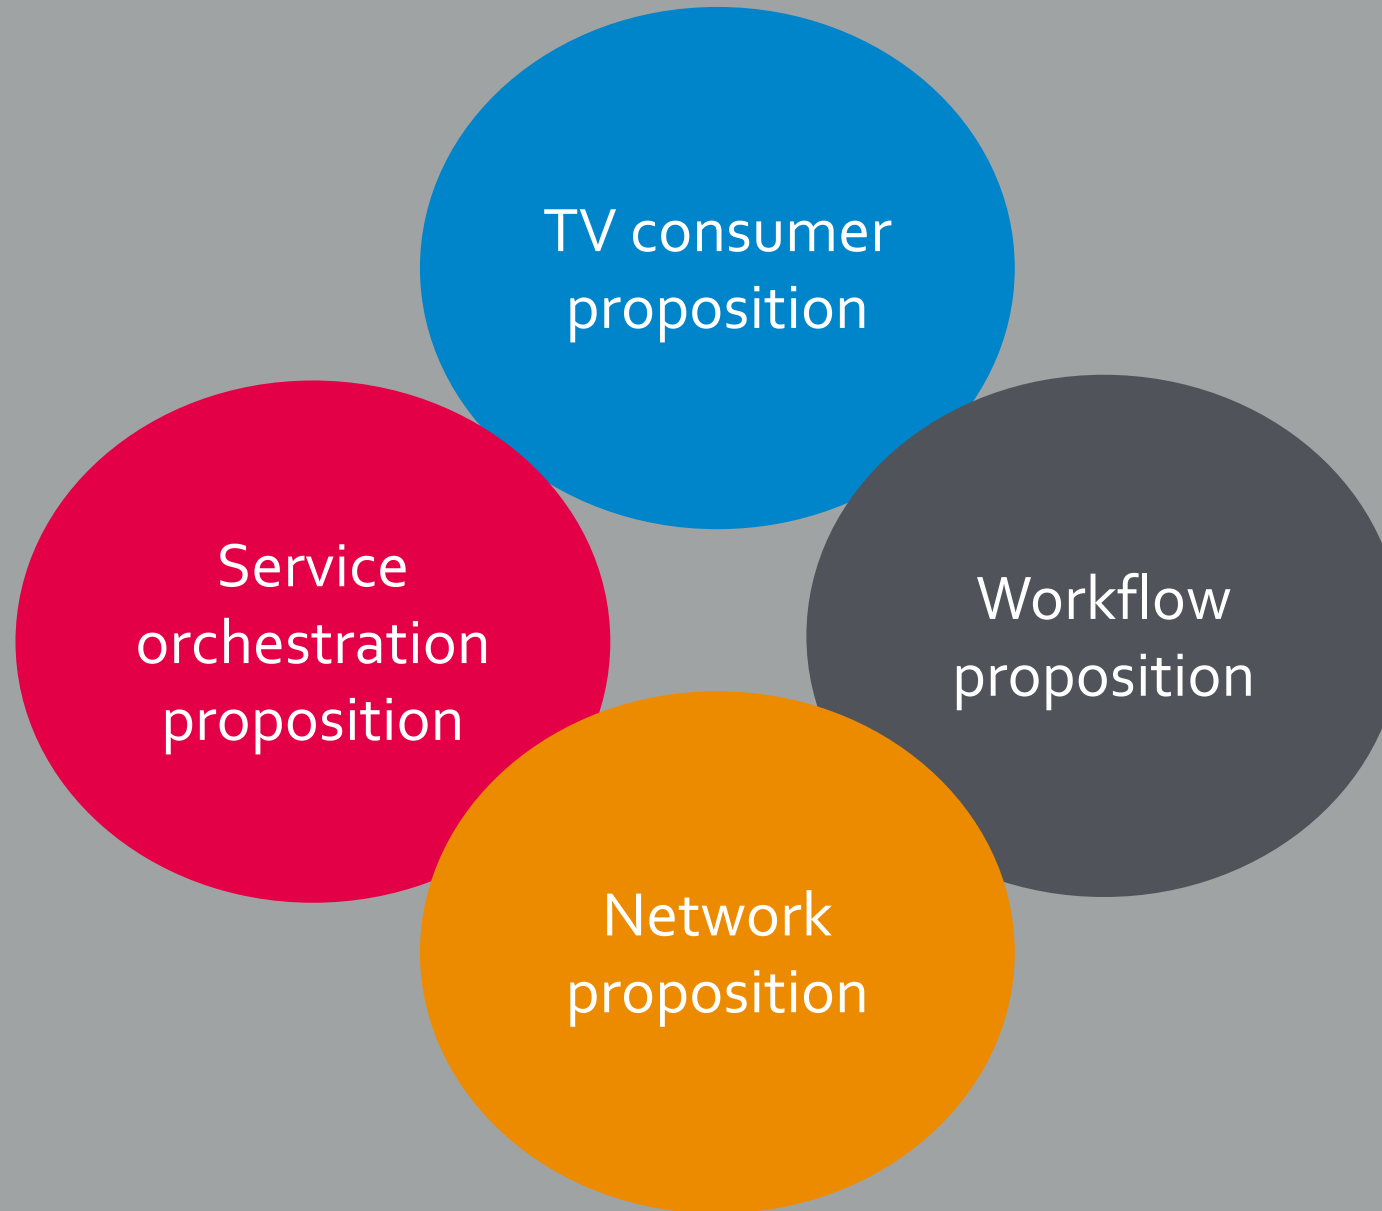 TV consumer
proposition
Service
orchestration
proposition
Workflow
proposition
Network
proposition